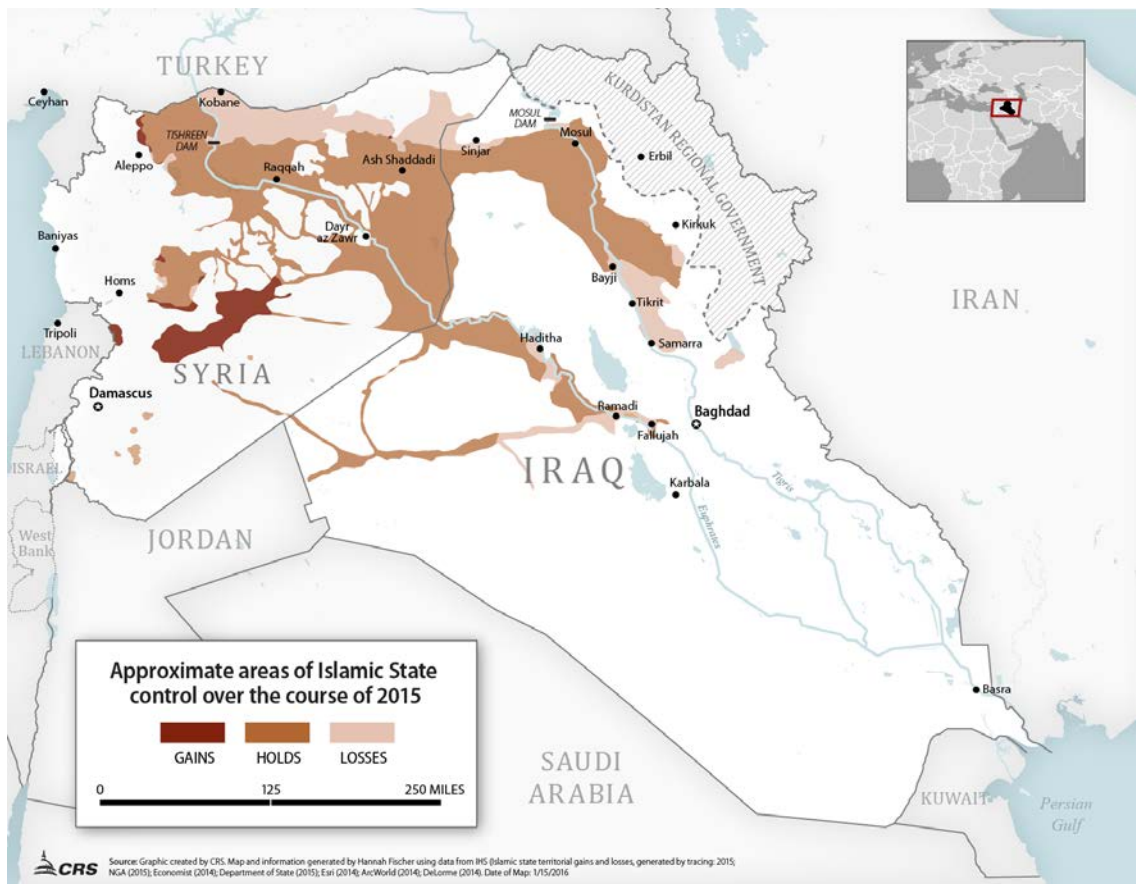 TURKEY
Ceyhan
Kobane
KURDISTAN REGIONAL GOVERNMENT
MOSUL
DAM
TISHREEN
DAM
Sinjar
Mosul
Aleppo
Raqqah
Ash Shaddadi
Erbil
Dayr
az Zawr
Kirkuk
Baniyas
Bayji
Homs
Tikrit
IRAN
Tripoli
LEBANON
Haditha
Samarra
SYRIA
Damascus
Ramadi
Baghdad
Fallujah
ISRAEL
IRAQ
Karbala
Tigris
Euphrates
West
Bank
JORDAN
Approximate areas of Islamic State
control over the course of 2015
GAINS
HOLDS
LOSSES
0
125
250 MILES
Basra
SAUDI
ARABIA
KUWAIT
Persian
Gulf
CRS
Source: Graphic created by CRS. Map and information generated by Hannah Fischer using data from IHS (Islamic state territorial gains and losses, generated by tracing: 2015;
NGA (2015); Economist (2014); Department of State (2015); Esri (2014); ArcWorld (2014); DeLorme (2014). Date of Map: 1/15/2016